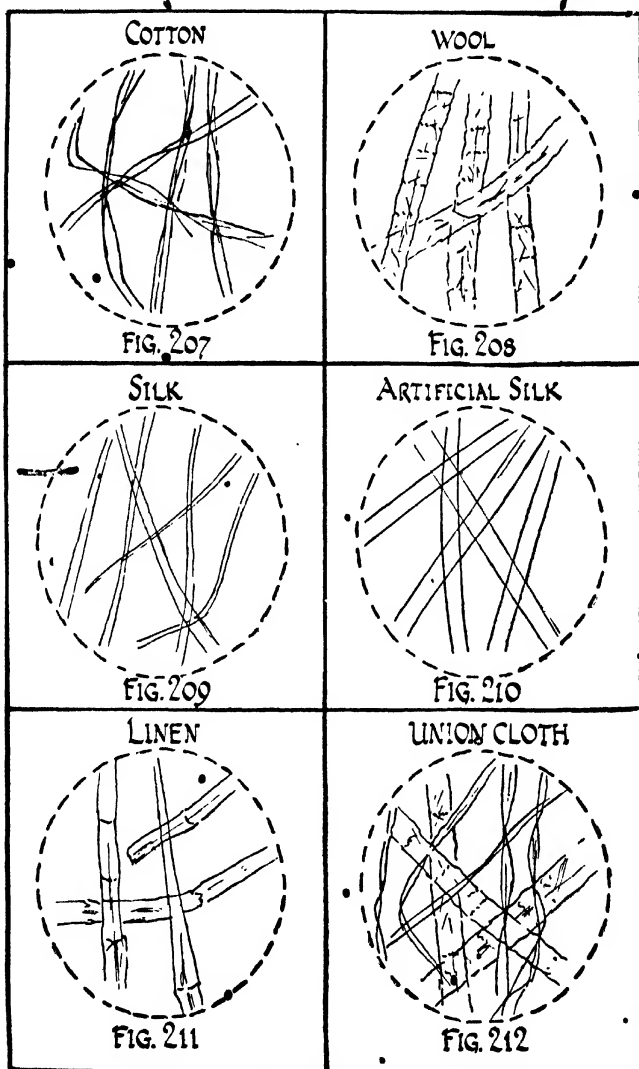 COTTON
FIG. 207
WOOL
FIG. 208
SILK
FIG. 209
ARTIFICIAL SILK
FIG. 210
LINEN
FIG. 211
UNION CLOTH
FIG. 212